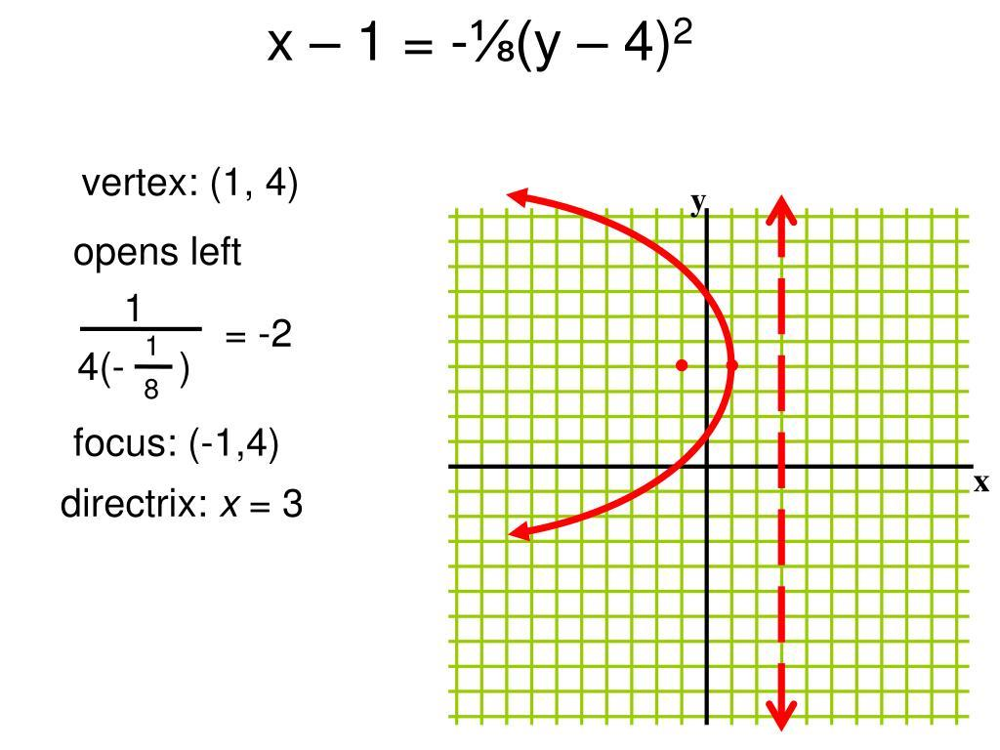 x – 1 = -⅛(y – 4)²
vertex: (1, 4)
opens left
1
4(- 1
8 ) = -2
focus: (-1,4)
directrix: x = 3
y
x